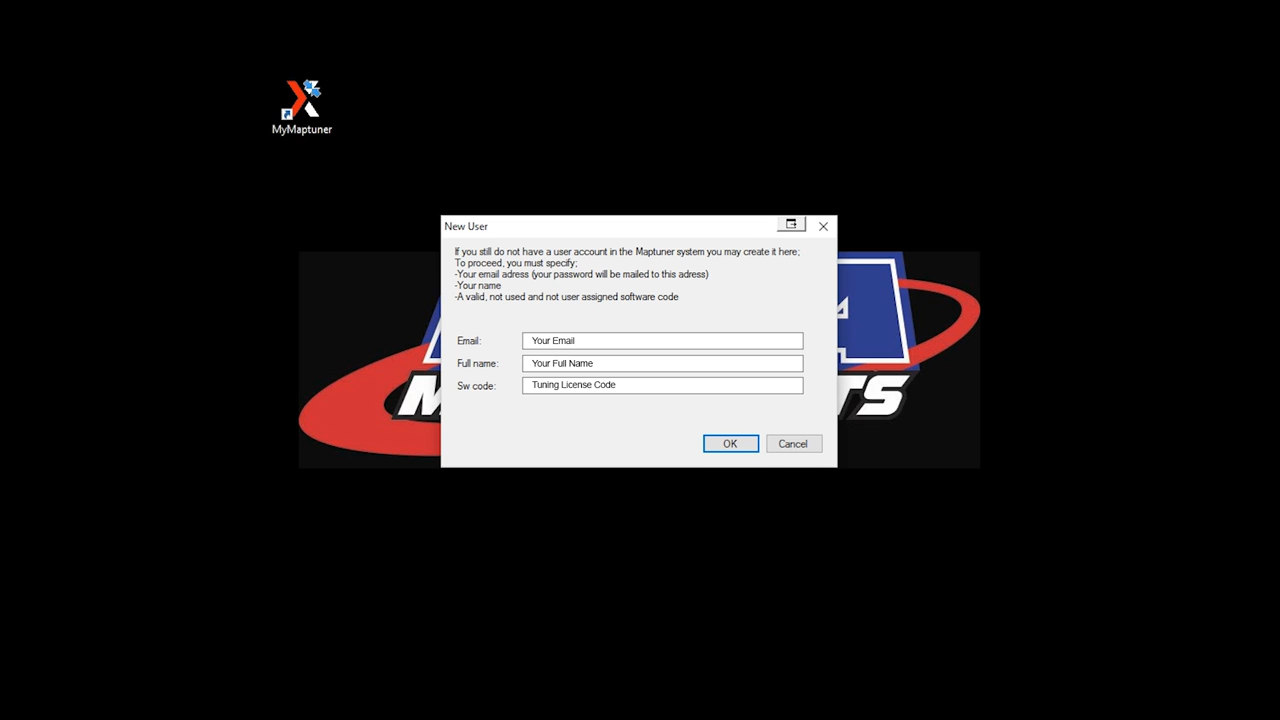 MyMaptuner
New User
If you still do not have a user account in the Maptuner system you may create it here;
To proceed, you must specify;
-Your email adress (your password will be mailed to this adress)
-Your name
-A valid, not used and not user assigned software code
Email: Your Email
Full name: Your Full Name
Sw code: Tuning License Code
OK Cancel